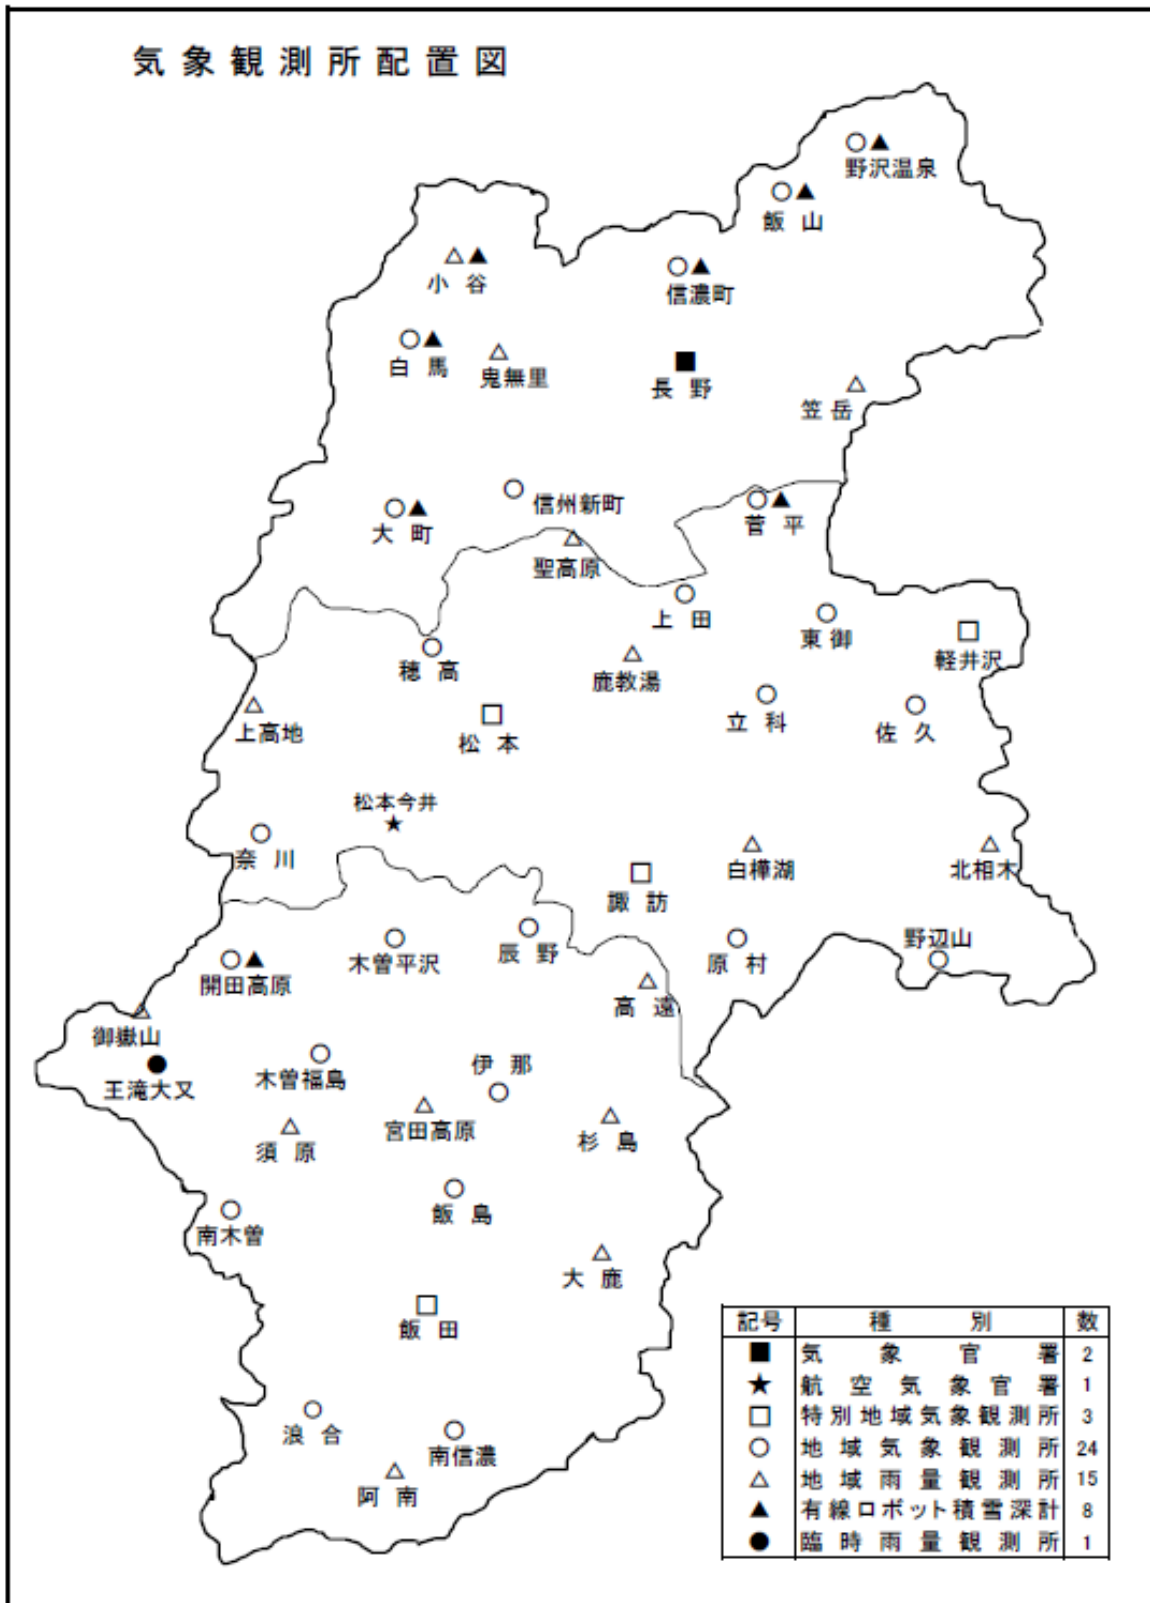 気象観測所配置図
野沢温泉
飯山
小谷
信濃町
白馬
鬼無里
長野
笠岳
大町
信州新町
菅平
聖高原
上田
東御
軽井沢
穂高
鹿教湯
上高地
松本
立科
佐久
松本今井
奈川
諏訪
白樺湖
北相木
木曽平沢
辰野
原村
野辺山
開田高原
高遠
御嶽山
王滝大又
木曽福島
伊那
須原
宮田高原
杉島
南木曽
飯島
大鹿
飯田
浪合
南信濃
阿南
記号 種別 数
■ 気象官署 2
★ 航空気象官署 1
□ 特別地域気象観測所 3
○ 地域気象観測所 24
△ 地域雨量観測所 15
▲ 有線ロボット積雪深計 8
● 臨時雨量観測所 1